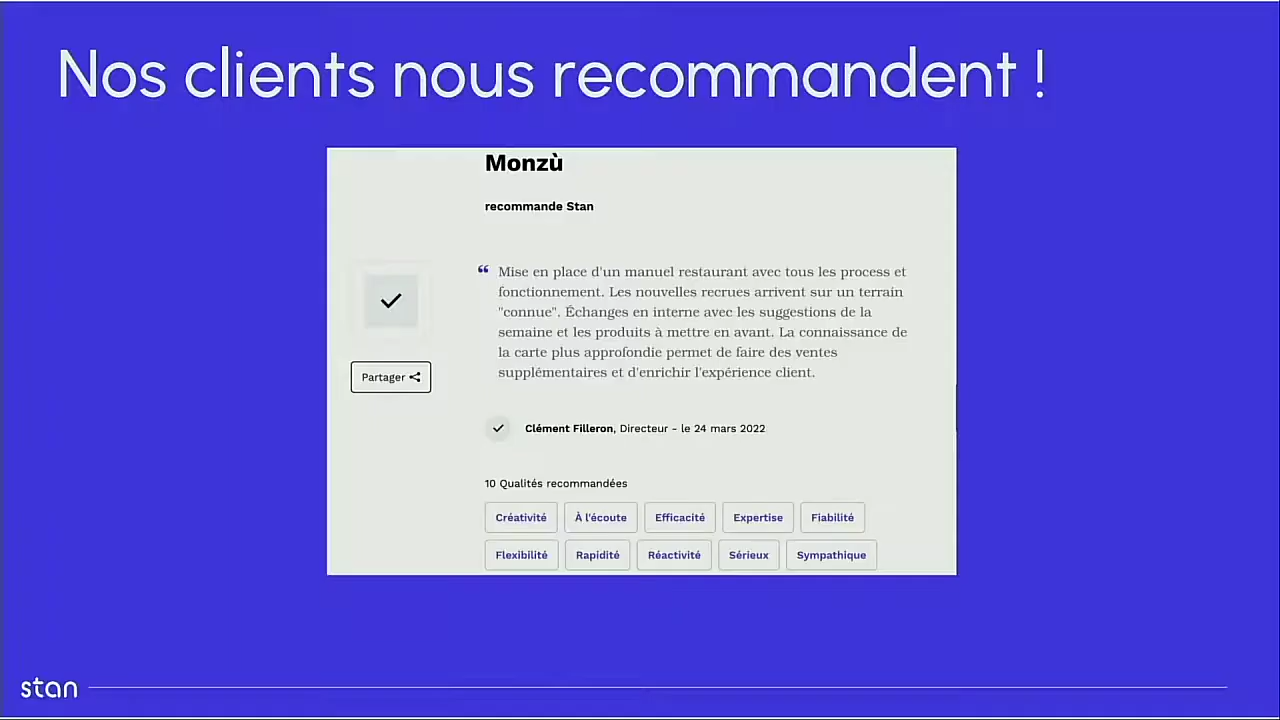 Nos clients nous recommandent !
Monzù
recommande Stan
“ Mise en place d'un manuel restaurant avec tous les process et
fonctionnement. Les nouvelles recrues arrivent sur un terrain
"connue". Échanges en interne avec les suggestions de la
semaine et les produits à mettre en avant. La connaissance de
la carte plus approfondie permet de faire des ventes
supplémentaires et d'enrichir l'expérience client.
Partager
Clément Filleron, Directeur - le 24 mars 2022
10 Qualités recommandées
Créativité À l'écoute Efficacité Expertise Fiabilité
Flexibilité Rapidité Réactivité Sérieux Sympathique
stan